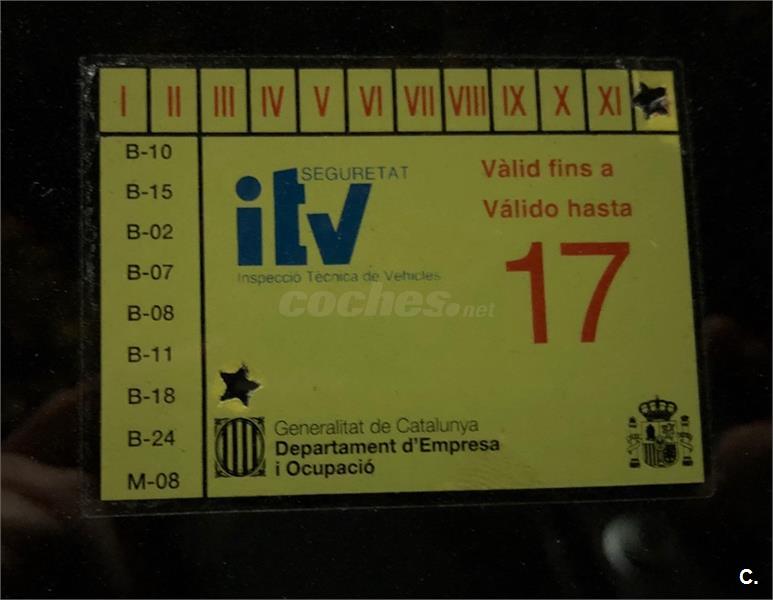 I II III IV V VI VII VIII IX X XI
B-10
B-15
B-02
B-07
B-08
B-11
B-18
B-24
M-08
SEGURETAT
itv
Inspecció Tècnica de Vehicles
Vàlid fins a
Válido hasta
17
coches.net
Generalitat de Catalunya
Departament d'Empresa
i Ocupació
C.